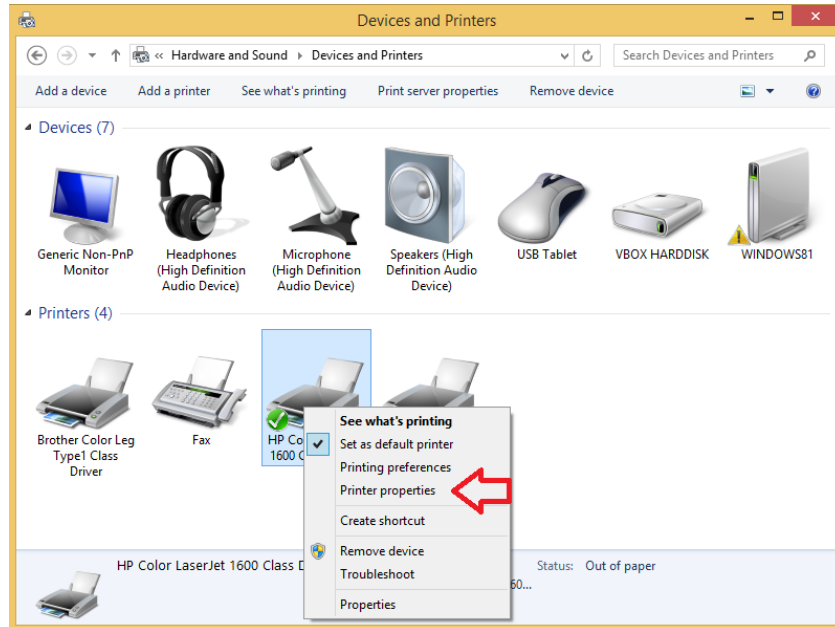 Devices and Printers
« Hardware and Sound Devices and Printers
Search Devices and Printers
Add a device Add a printer See what's printing Print server properties Remove device
Devices (7)
Generic Non-PnP Monitor
Headphones (High Definition Audio Device)
Microphone (High Definition Audio Device)
Speakers (High Definition Audio Device)
USB Tablet
VBOX HARDDISK
WINDOWS81
Printers (4)
Brother Color Leg Type1 Class Driver
Fax
HP Co
1600
See what's printing
Set as default printer
Printing preferences
Printer properties
Create shortcut
Remove device
Troubleshoot
Properties
HP Color LaserJet 1600 Class
Status: Out of paper
60...